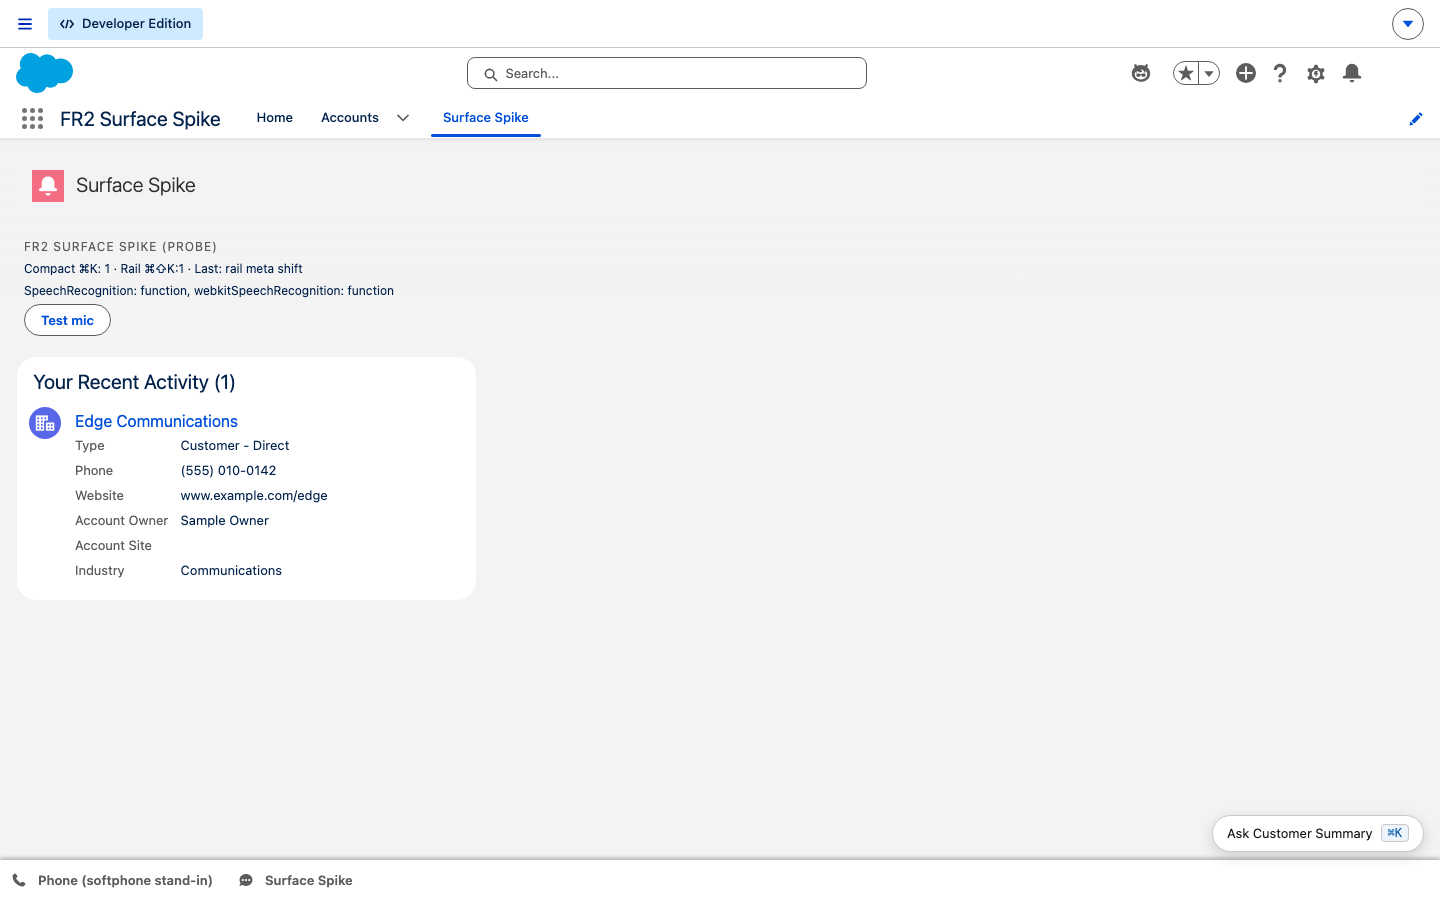 Developer Edition
Search...
FR2 Surface Spike
Home
Accounts
Surface Spike
Surface Spike
FR2 SURFACE SPIKE (PROBE)
Compact ⌘K: 1 · Rail ⌘⇧K:1 · Last: rail meta shift
SpeechRecognition: function, webkitSpeechRecognition: function
Test mic
Your Recent Activity (1)
Edge Communications
Type Customer - Direct
Phone (555) 010-0142
Website www.example.com/edge
Account Owner Sample Owner
Account Site
Industry Communications
Ask Customer Summary ⌘K
Phone (softphone stand-in)
Surface Spike